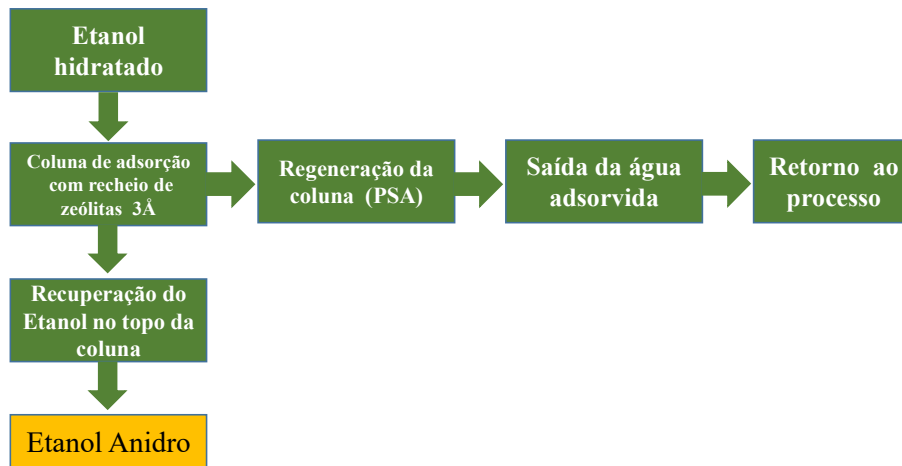 Etanol
hidratado
Coluna de adsorção
com recheio de
zeólitas 3Å
Regeneração da
coluna (PSA)
Saída da água
adsorvida
Retorno ao
processo
Recuperação do
Etanol no topo da
coluna
Etanol Anidro